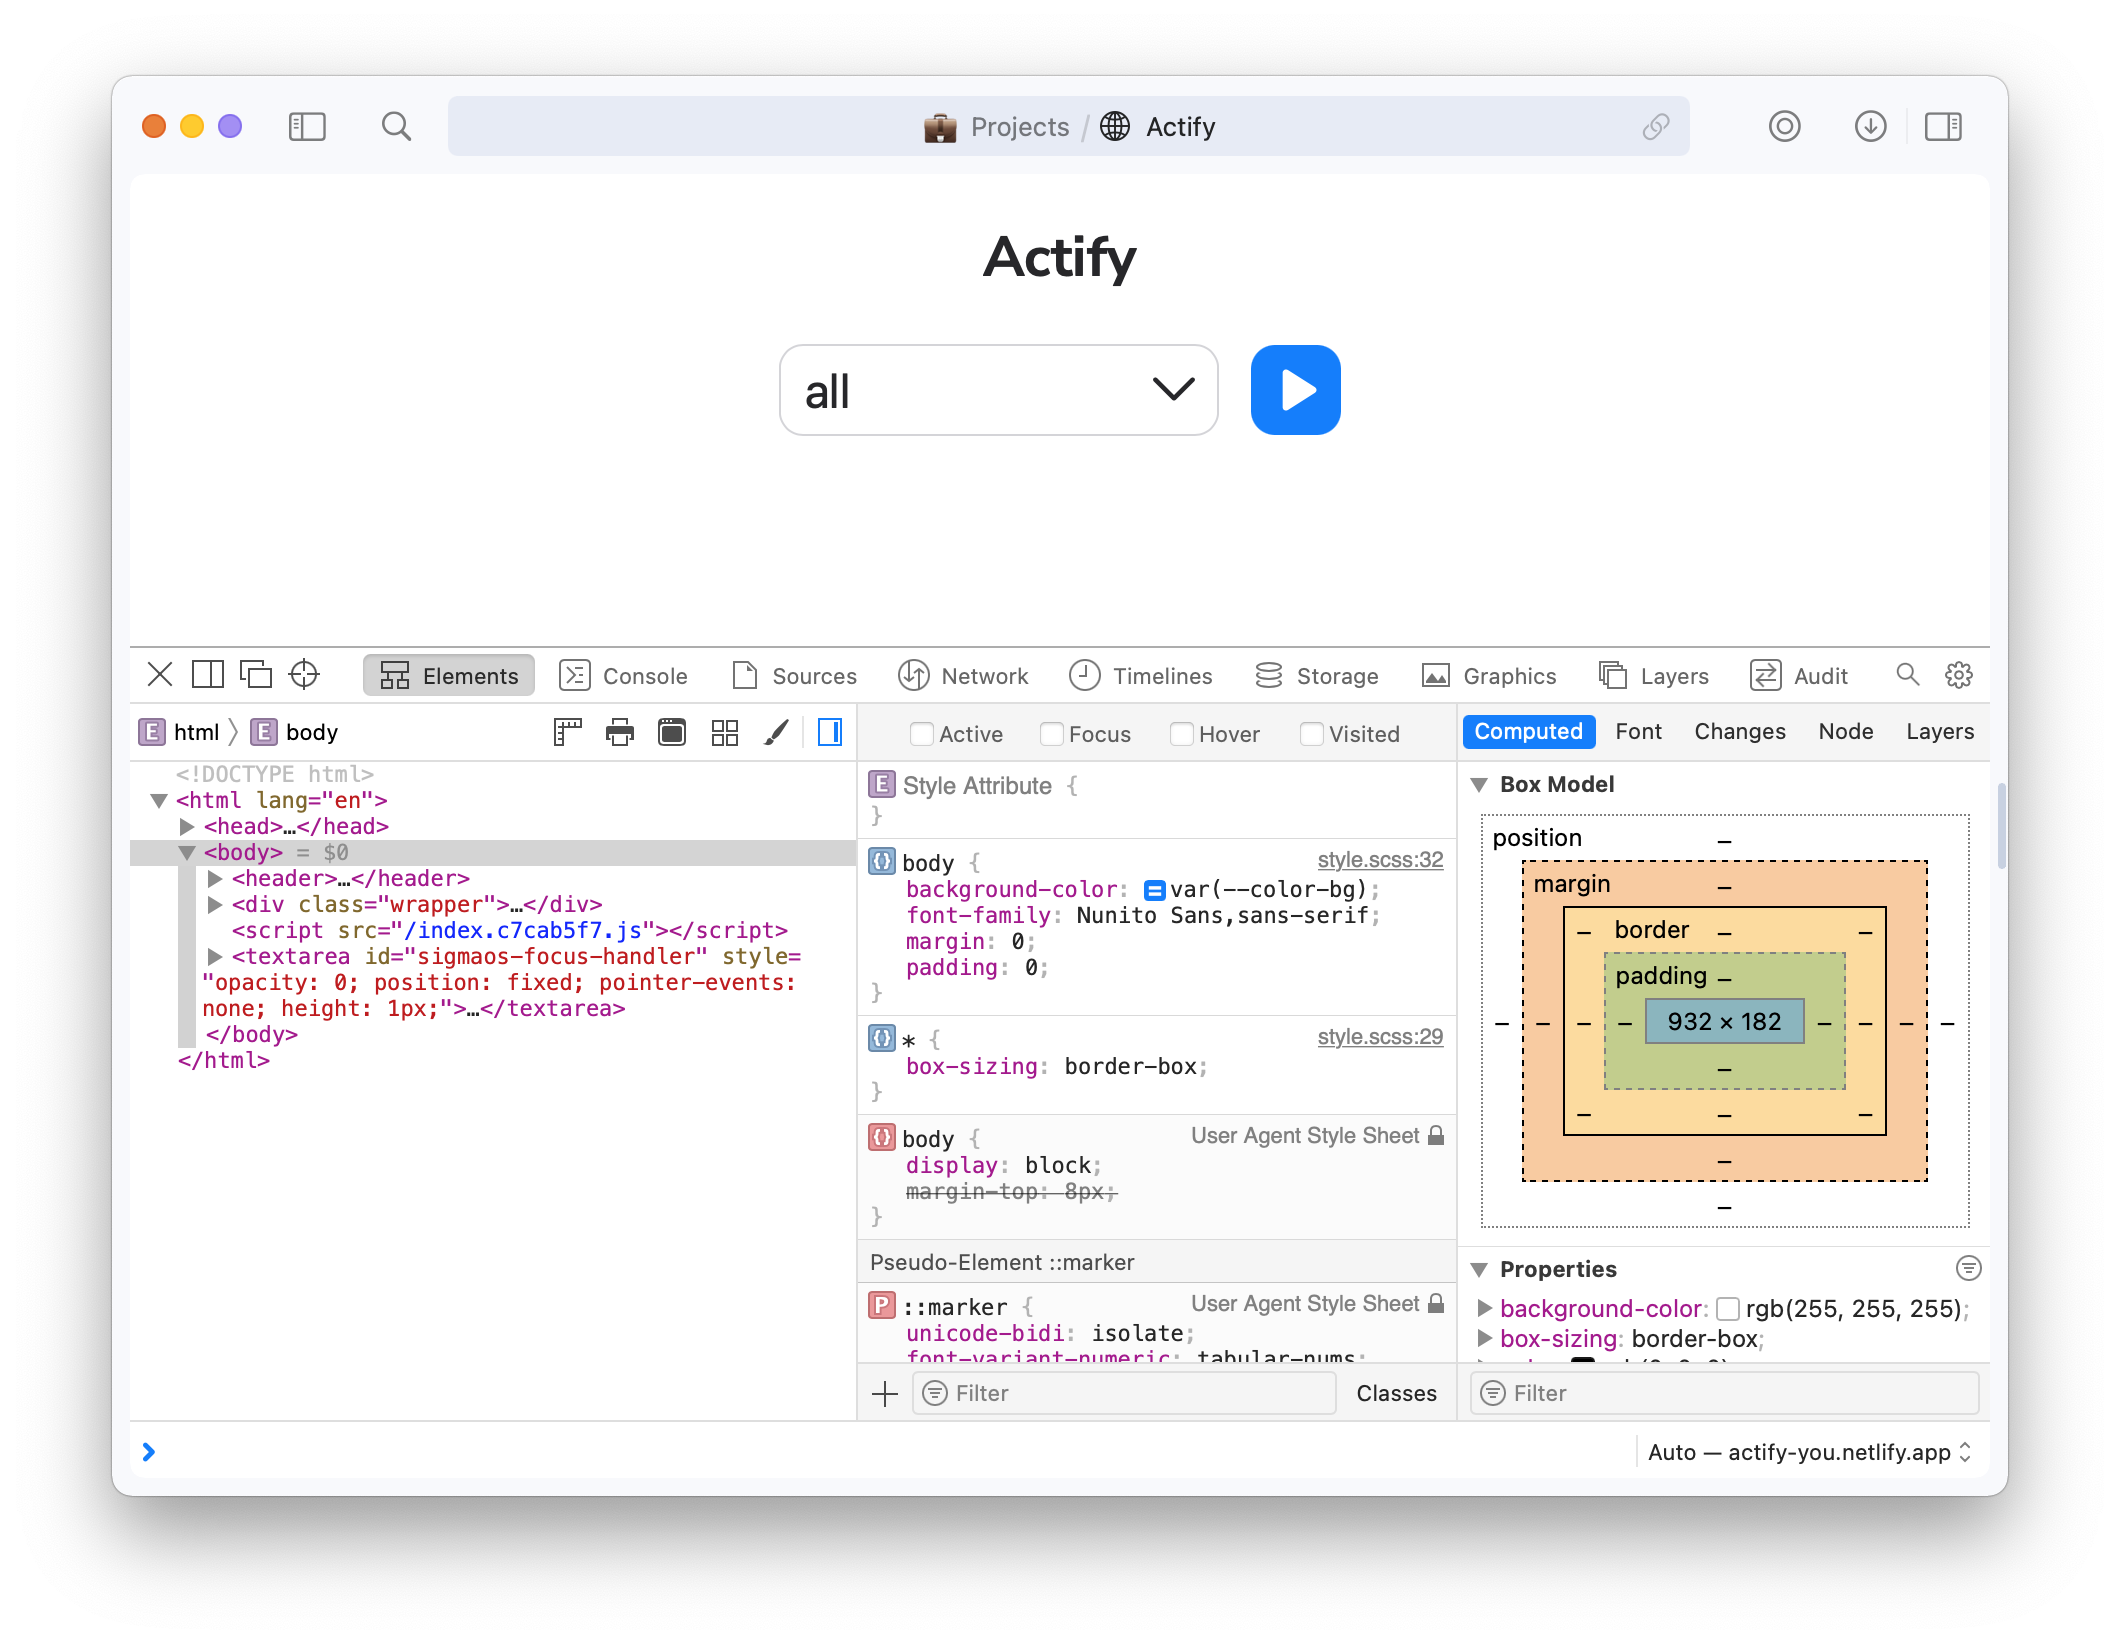 Projects / Actify
Actify
all
Elements Console Sources Network Timelines Storage Graphics Layers Audit
E html E body
Active Focus Hover Visited
Computed Font Changes Node Layers
<!DOCTYPE html>
<html lang="en">
<head>…</head>
<body> = $0
<header>…</header>
<div class="wrapper">…</div>
<script src="/index.c7cab5f7.js"></script>
<textarea id="sigmaos-focus-handler" style=
"opacity: 0; position: fixed; pointer-events:
none; height: 1px;">…</textarea>
</body>
</html>
E Style Attribute {
}
{} body { style.scss:32
background-color: = var(--color-bg);
font-family: Nunito Sans,sans-serif;
margin: 0;
padding: 0;
}
{} * { style.scss:29
box-sizing: border-box;
}
{} body { User Agent Style Sheet
display: block;
margin-top: 8px;
}
Pseudo-Element ::marker
P ::marker { User Agent Style Sheet
unicode-bidi: isolate;
font-variant-numeric: tabular-nums;
+ Filter Classes
Box Model
position –
margin –
– border – –
padding –
– – – – 932 × 182 – – – –
–
– – –
–
–
Properties
background-color: rgb(255, 255, 255);
box-sizing: border-box;
Filter
Auto — actify-you.netlify.app